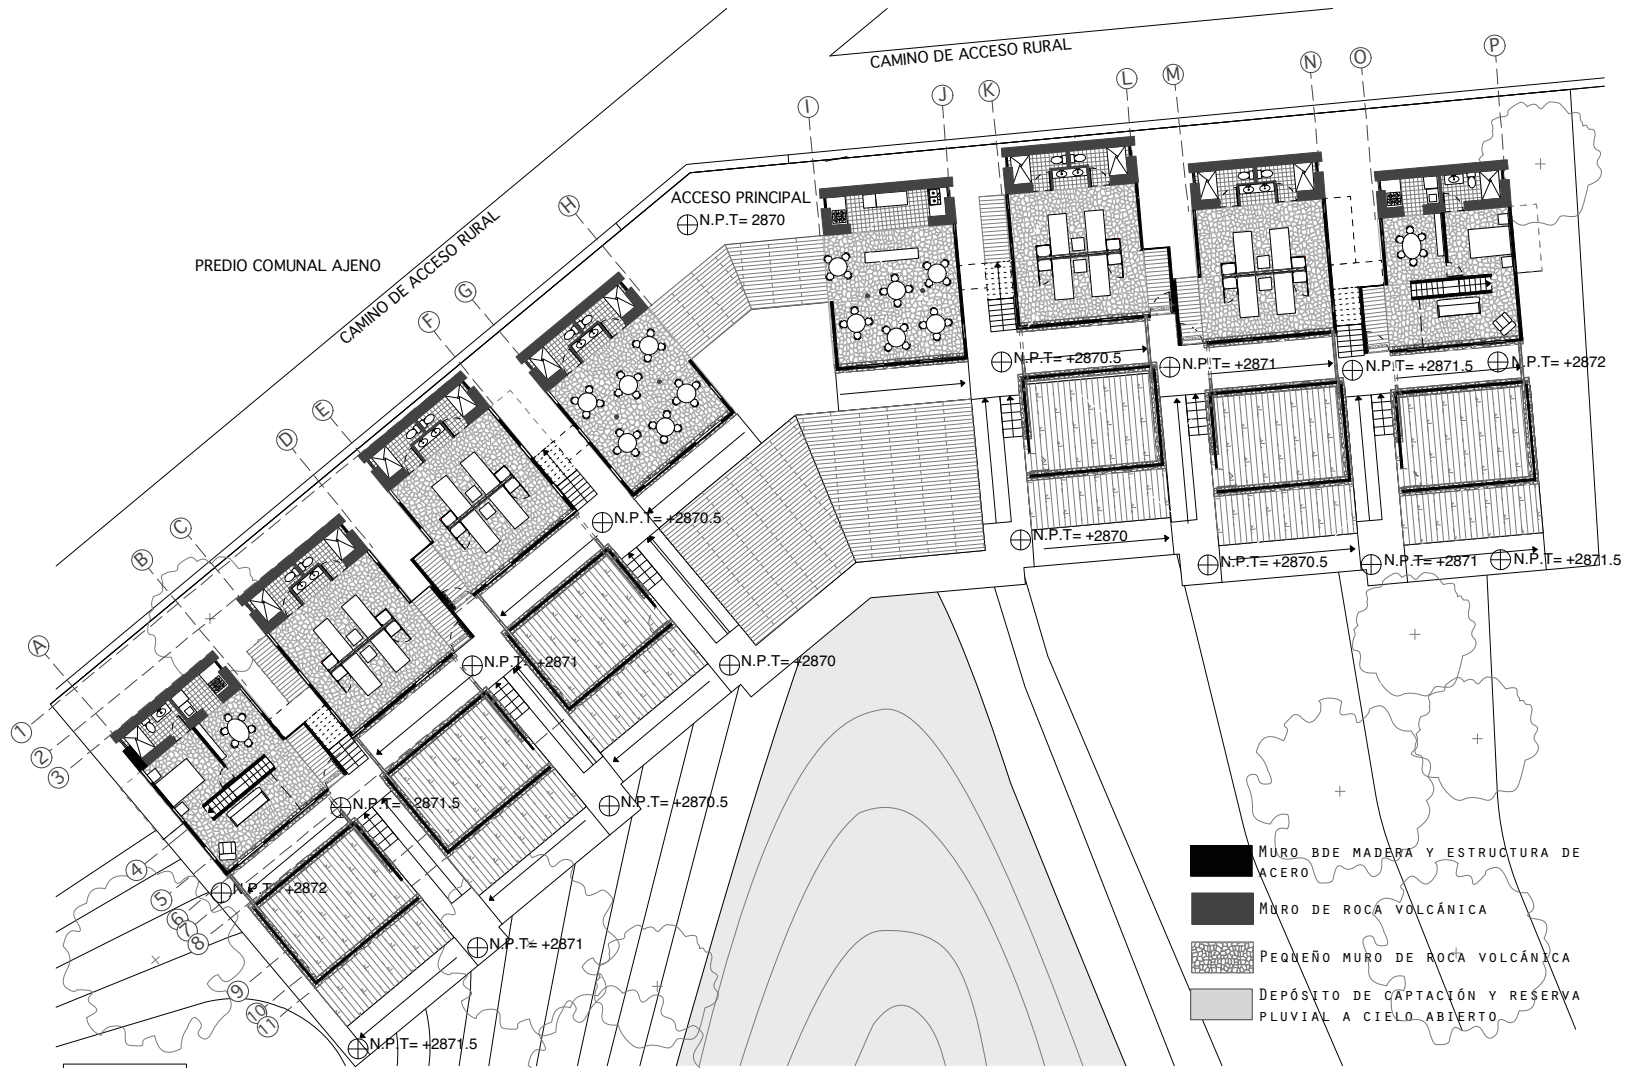 CAMINO DE ACCESO RURAL
P
O
N
L
M
K
J
I
ACCESO PRINCIPAL
H
N.P.T= 2870
CAMINO DE ACCESO RURAL
PREDIO COMUNAL AJENO
G
F
E
D
C
B
A
N.P.T= +2870.5
N.P.T= +2871
N.P.T= +2871.5
N.P.T= +2872
N.P.T= +2870.5
N.P.T= +2870
N.P.T= +2870.5
N.P.T= +2871
N.P.T= +2871.5
N.P.T= +2871
N.P.T= +2870
1
2
3
N.P.T= +2871.5
N.P.T= +2870.5
4
5
6
7
8
N.P.T= +2872
N.P.T= +2871
9
10
11
N.P.T= +2871.5
MURO BDE MADERA Y ESTRUCTURA DE
ACERO
MURO DE ROCA VOLCÁNICA
PEQUEÑO MURO DE ROCA VOLCÁNICA
DEPÓSITO DE CAPTACIÓN Y RESERVA
PLUVIAL A CIELO ABIERTO